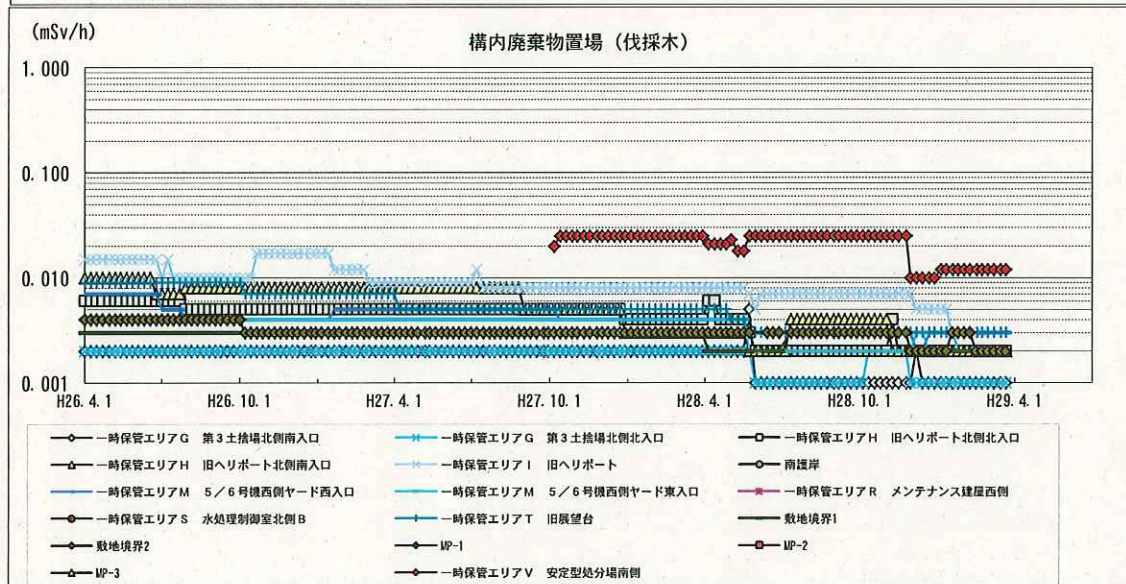 (mSv/h)
構内廃棄物置場（伐採木）
1.000
0.100
0.010
0.001
H26.4.1 H26.10.1 H27.4.1 H27.10.1 H28.4.1 H28.10.1 H29.4.1
一時保管エリアG 第3土捨場北側南入口 一時保管エリアG 第3土捨場北側北入口 一時保管エリアH 旧ヘリポート北側北入口
一時保管エリアH 旧ヘリポート北側南入口 一時保管エリアI 旧ヘリポート 南護岸
一時保管エリアM 5／6号機西側ヤード西入口 一時保管エリアM 5／6号機西側ヤード東入口 一時保管エリアR メンテナンス建屋西側
一時保管エリアS 水処理制御室北側B 一時保管エリアT 旧展望台 敷地境界1
敷地境界2 MP-1 MP-2
MP-3 一時保管エリアV 安定型処分場南側